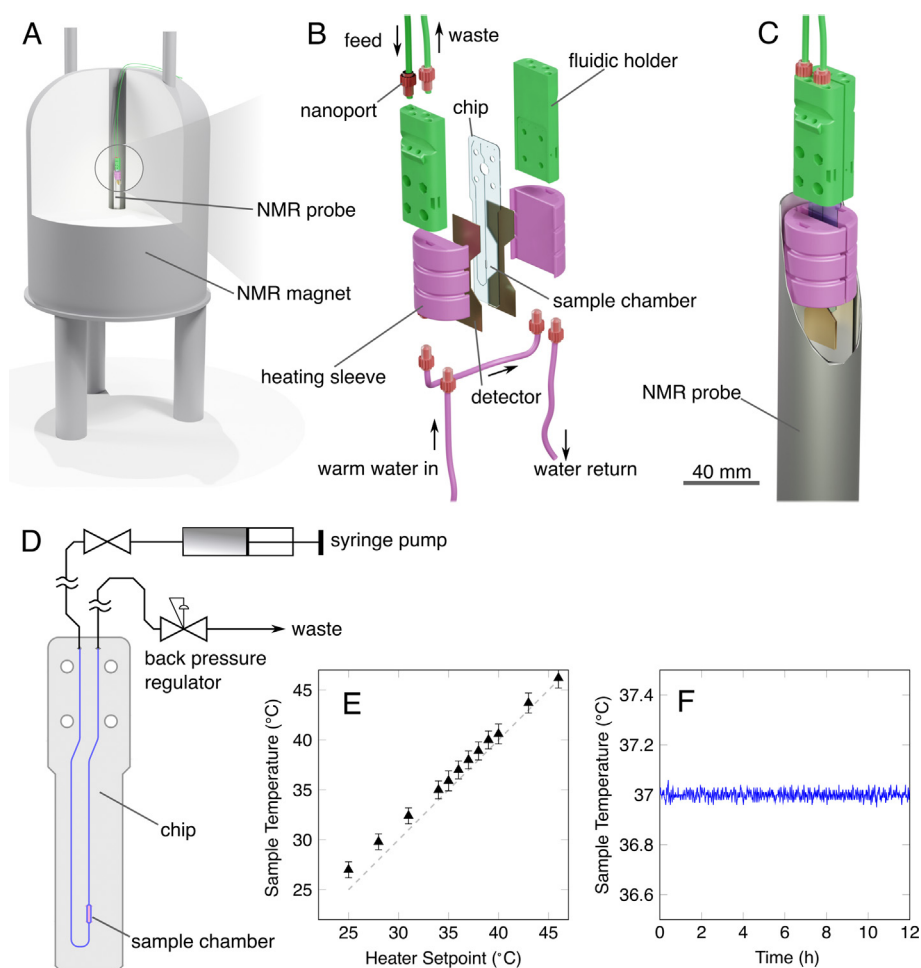 A
NMR probe
NMR magnet
B
feed
waste
nanoport
chip
fluidic holder
sample chamber
heating sleeve
detector
warm water in
water return
C
NMR probe
40 mm
D
syringe pump
waste
back pressure
regulator
chip
sample chamber
E
Sample Temperature (°C)
45
40
35
30
25
25 30 35 40 45
Heater Setpoint (°C)
F
Sample Temperature (°C)
37.4
37.2
37
36.8
36.6
0 2 4 6 8 10 12
Time (h)